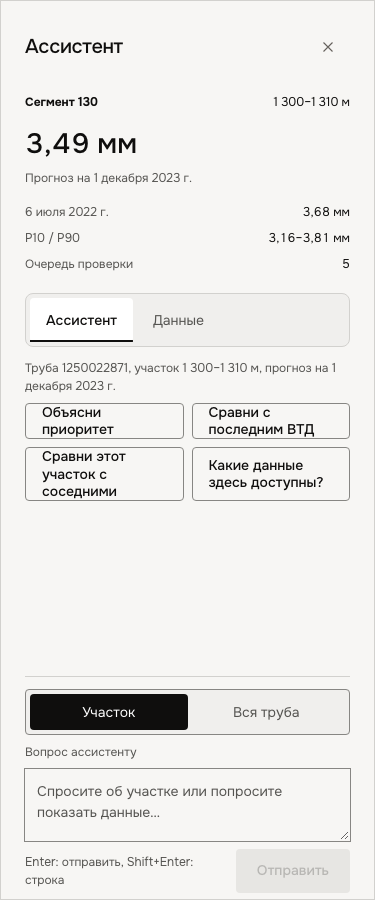 Ассистент
Сегмент 130 1 300–1 310 м
3,49 мм
Прогноз на 1 декабря 2023 г.
6 июля 2022 г. 3,68 мм
P10 / P90 3,16–3,81 мм
Очередь проверки 5
Ассистент Данные
Труба 1250022871, участок 1 300–1 310 м, прогноз на 1
декабря 2023 г.
Объясни
приоритет
Сравни с
последним ВТД
Сравни этот
участок с
соседними
Какие данные
здесь доступны?
Участок Вся труба
Вопрос ассистенту
Спросите об участке или попросите
показать данные…
Enter: отправить, Shift+Enter:
строка
Отправить